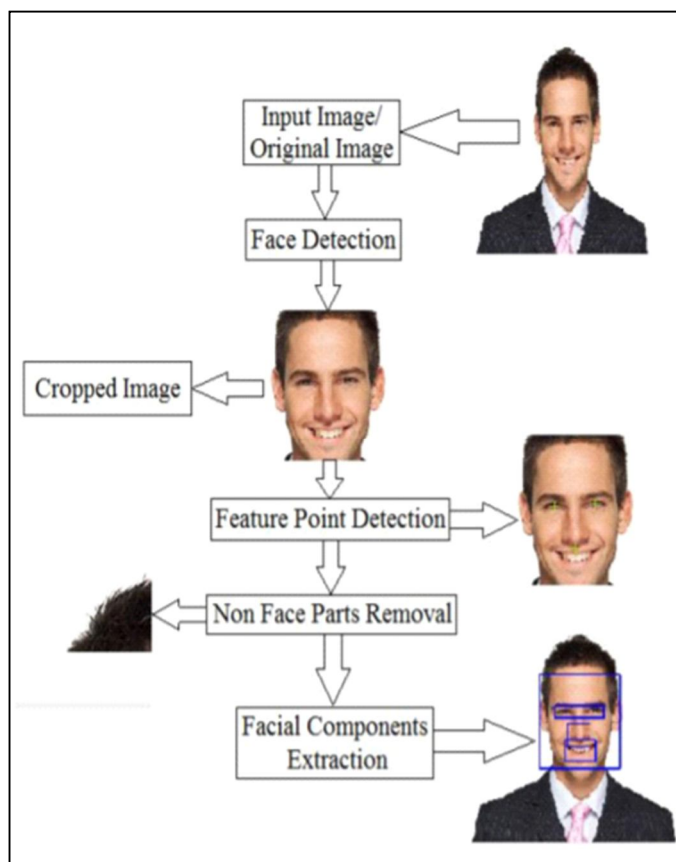 Input Image/
Original Image
Face Detection
Cropped Image
Feature Point Detection
Non Face Parts Removal
Facial Components
Extraction